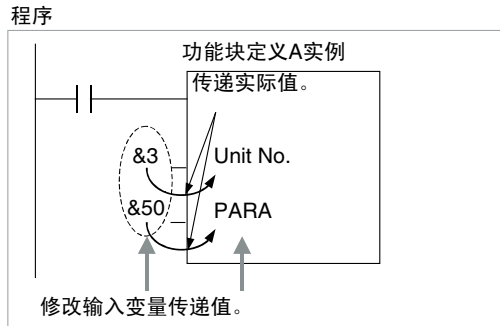 程序
功能块定义A实例
传递实际值。
&3 Unit No.
&50 PARA
修改输入变量传递值。